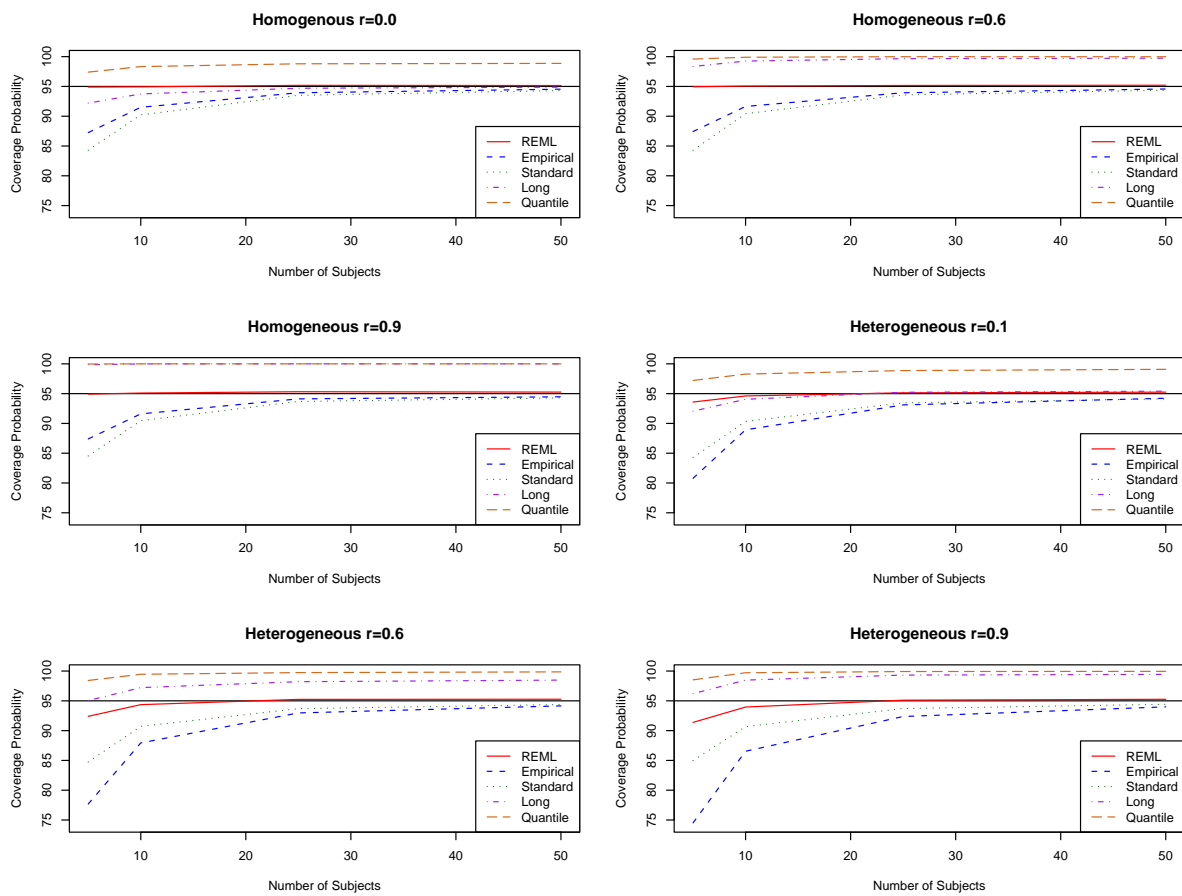 Homogenous r=0.0
Coverage Probability
100
95
90
85
80
75
REML
Empirical
Standard
Long
Quantile
10
20
30
40
50
Number of Subjects
Homogeneous r=0.6
Coverage Probability
100
95
90
85
80
75
REML
Empirical
Standard
Long
Quantile
10
20
30
40
50
Number of Subjects
Homogeneous r=0.9
Coverage Probability
100
95
90
85
80
75
REML
Empirical
Standard
Long
Quantile
10
20
30
40
50
Number of Subjects
Heterogeneous r=0.1
Coverage Probability
100
95
90
85
80
75
REML
Empirical
Standard
Long
Quantile
10
20
30
40
50
Number of Subjects
Heterogeneous r=0.6
Coverage Probability
100
95
90
85
80
75
REML
Empirical
Standard
Long
Quantile
10
20
30
40
50
Number of Subjects
Heterogeneous r=0.9
Coverage Probability
100
95
90
85
80
75
REML
Empirical
Standard
Long
Quantile
10
20
30
40
50
Number of Subjects